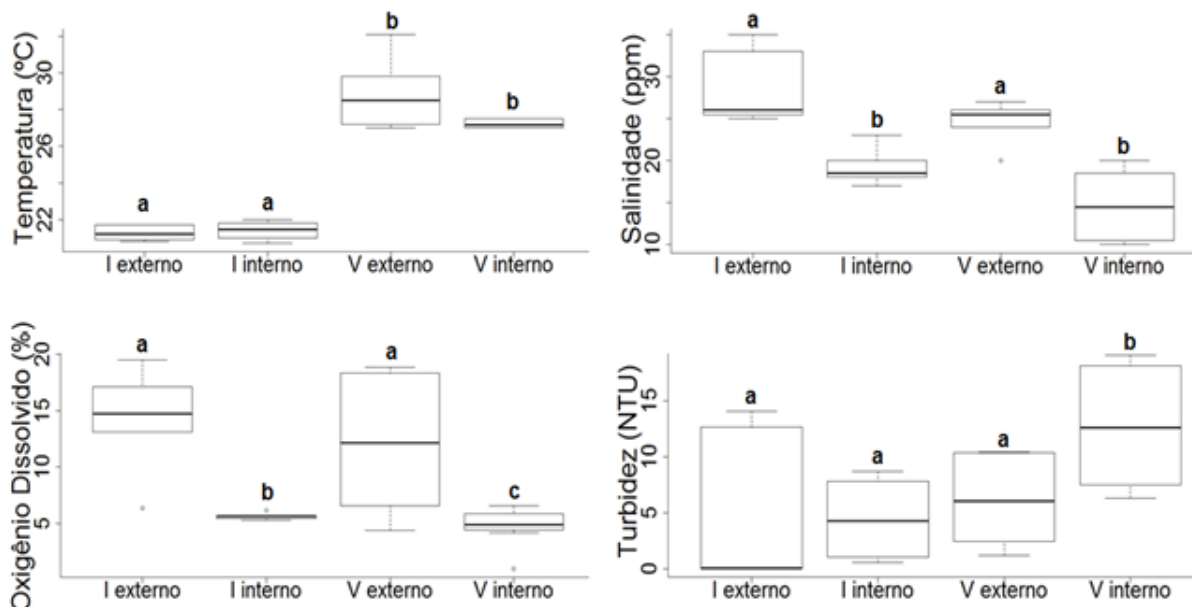 Temperatura (ºC)
22
26
30
a
a
b
b
I externo
I interno
V externo
V interno
Salinidade (ppm)
10
20
30
a
b
a
b
I externo
I interno
V externo
V interno
Oxigênio Dissolvido (%)
5
10
15
20
a
b
a
c
I externo
I interno
V externo
V interno
Turbidez (NTU)
0
5
10
15
a
a
a
b
I externo
I interno
V externo
V interno